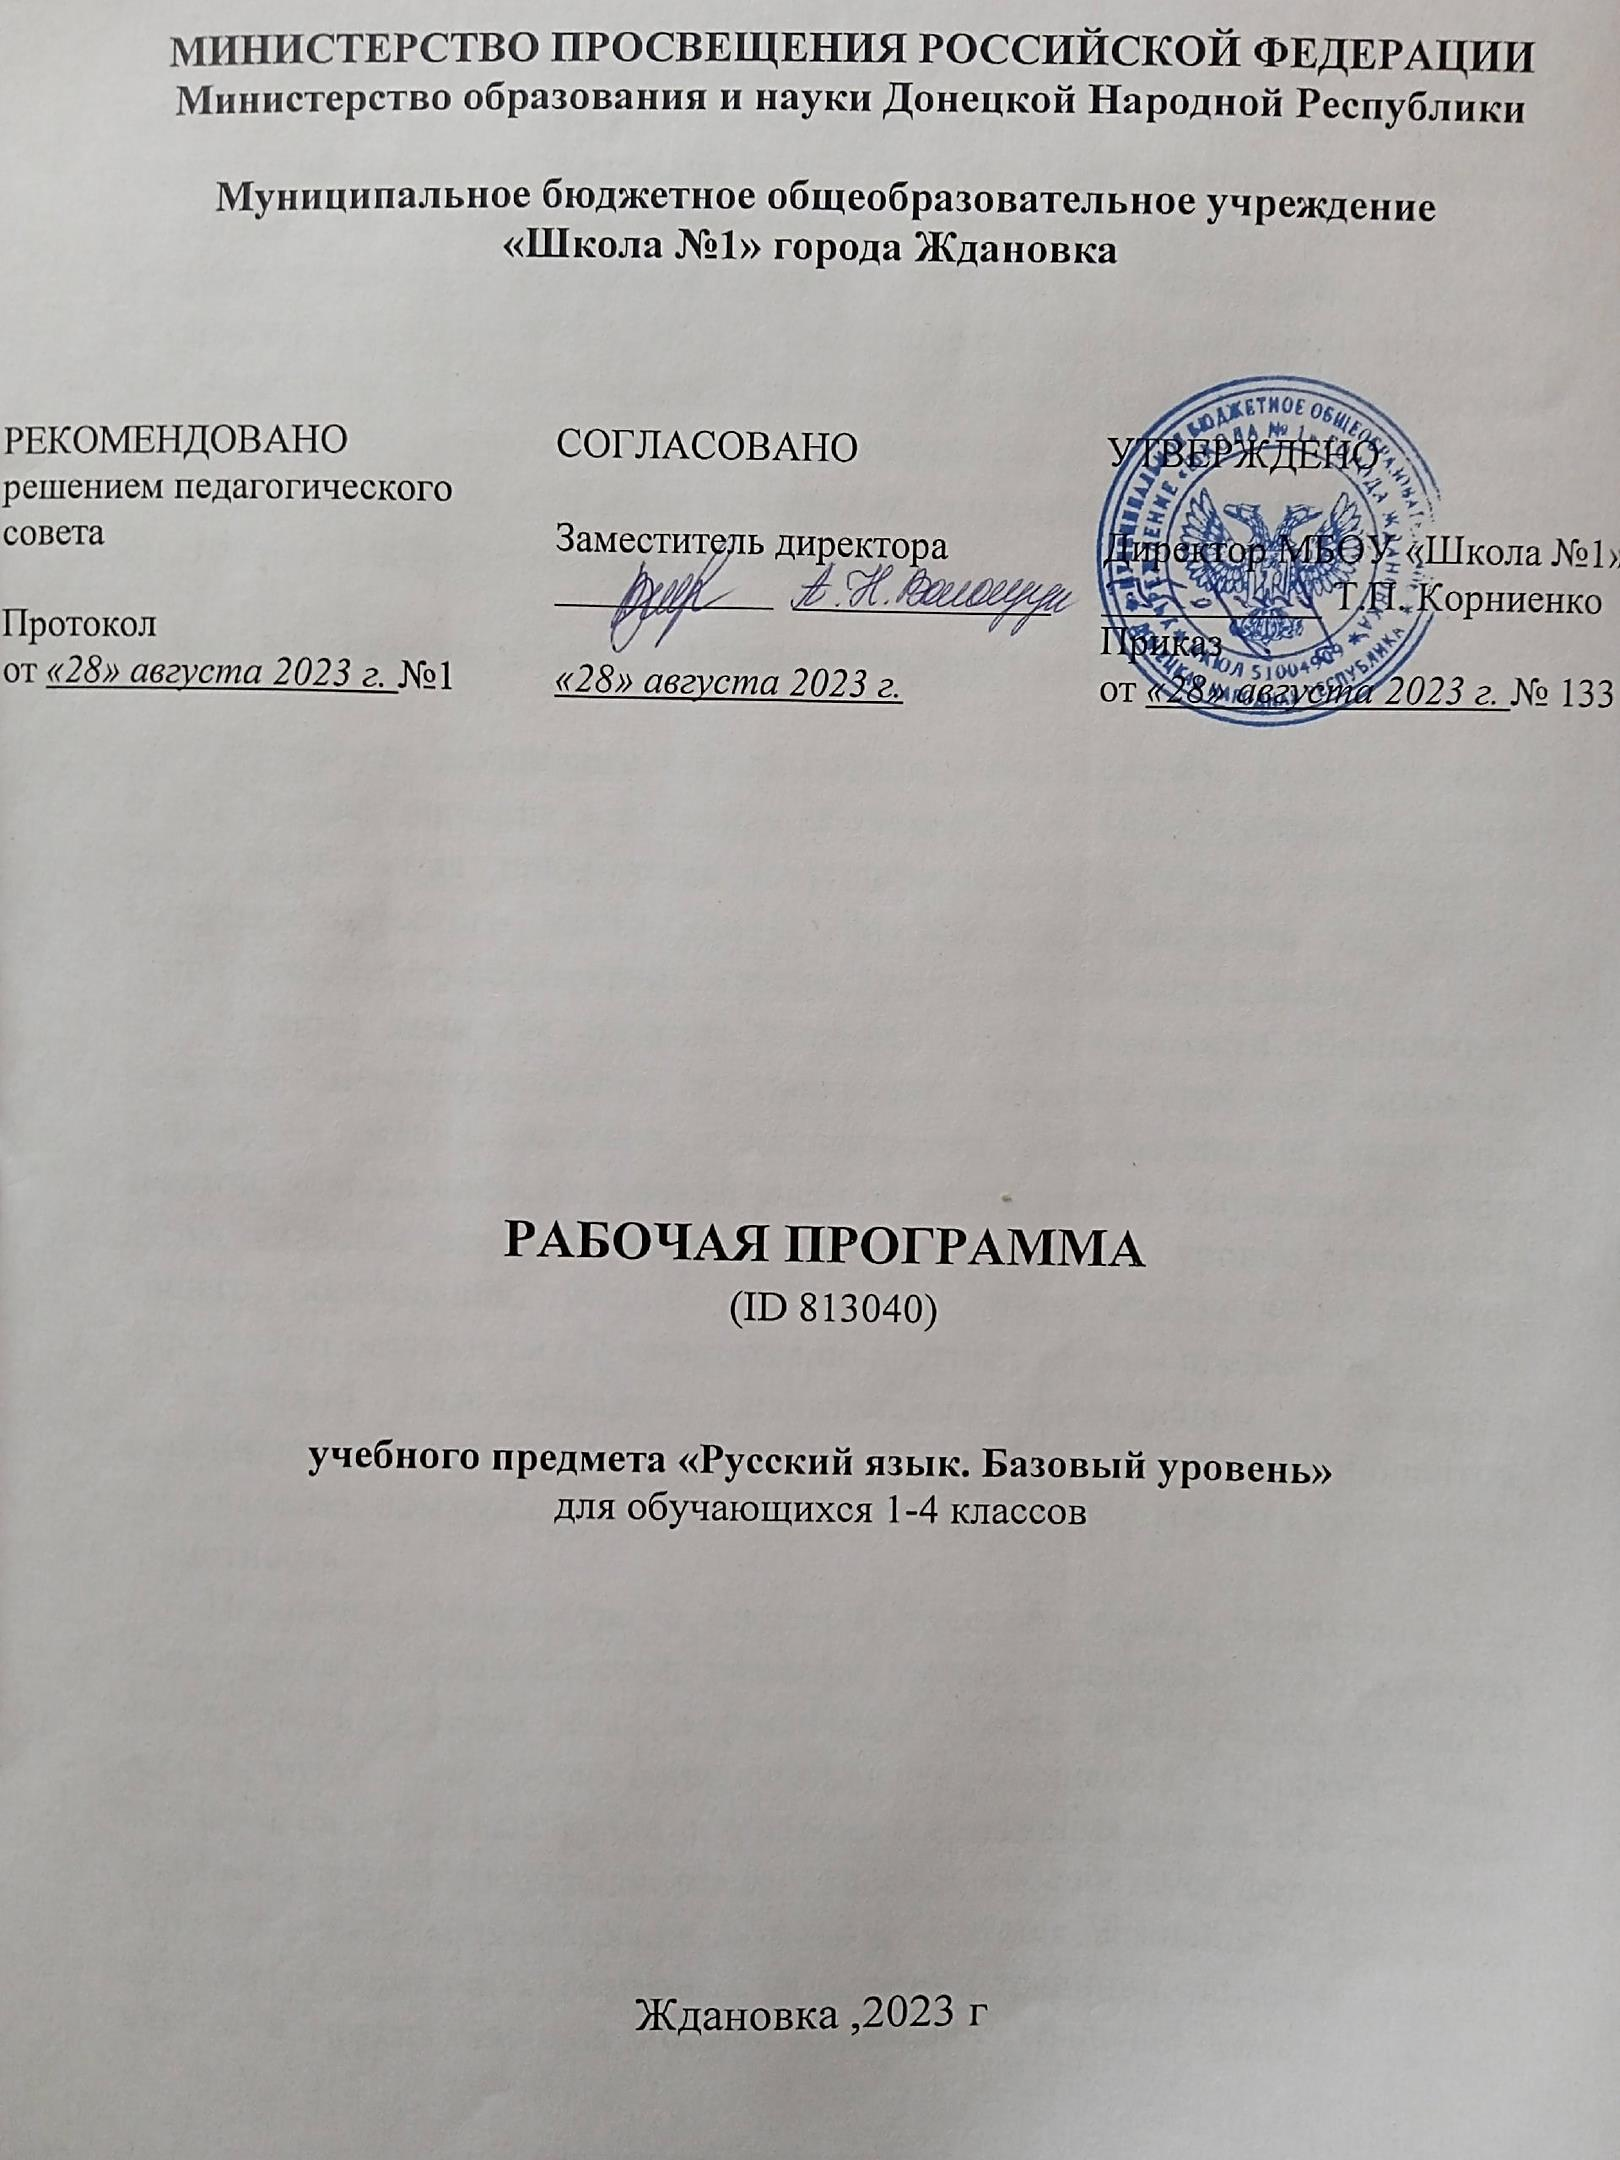 МИНИСТЕРСТВО ПРОСВЕЩЕНИЯ РОССИЙСКОЙ ФЕДЕРАЦИИ
Министерство образования и науки Донецкой Народной Республики
Муниципальное бюджетное общеобразовательное учреждение
«Школа №1» города Ждановка
РЕКОМЕНДОВАНО
решением педагогического
совета
Протокол
от «28» августа 2023 г. №1
СОГЛАСОВАНО
Заместитель директора
А.Н.
«28» августа 2023 г.
УТВЕРЖДЕНО
Директор МБОУ «Школа №1»
Т.П. Корниенко
Приказ
от «28» августа 2023 г. № 133
РАБОЧАЯ ПРОГРАММА
(ID 813040)
учебного предмета «Русский язык. Базовый уровень»
для обучающихся 1-4 классов
Ждановка ,2023 г